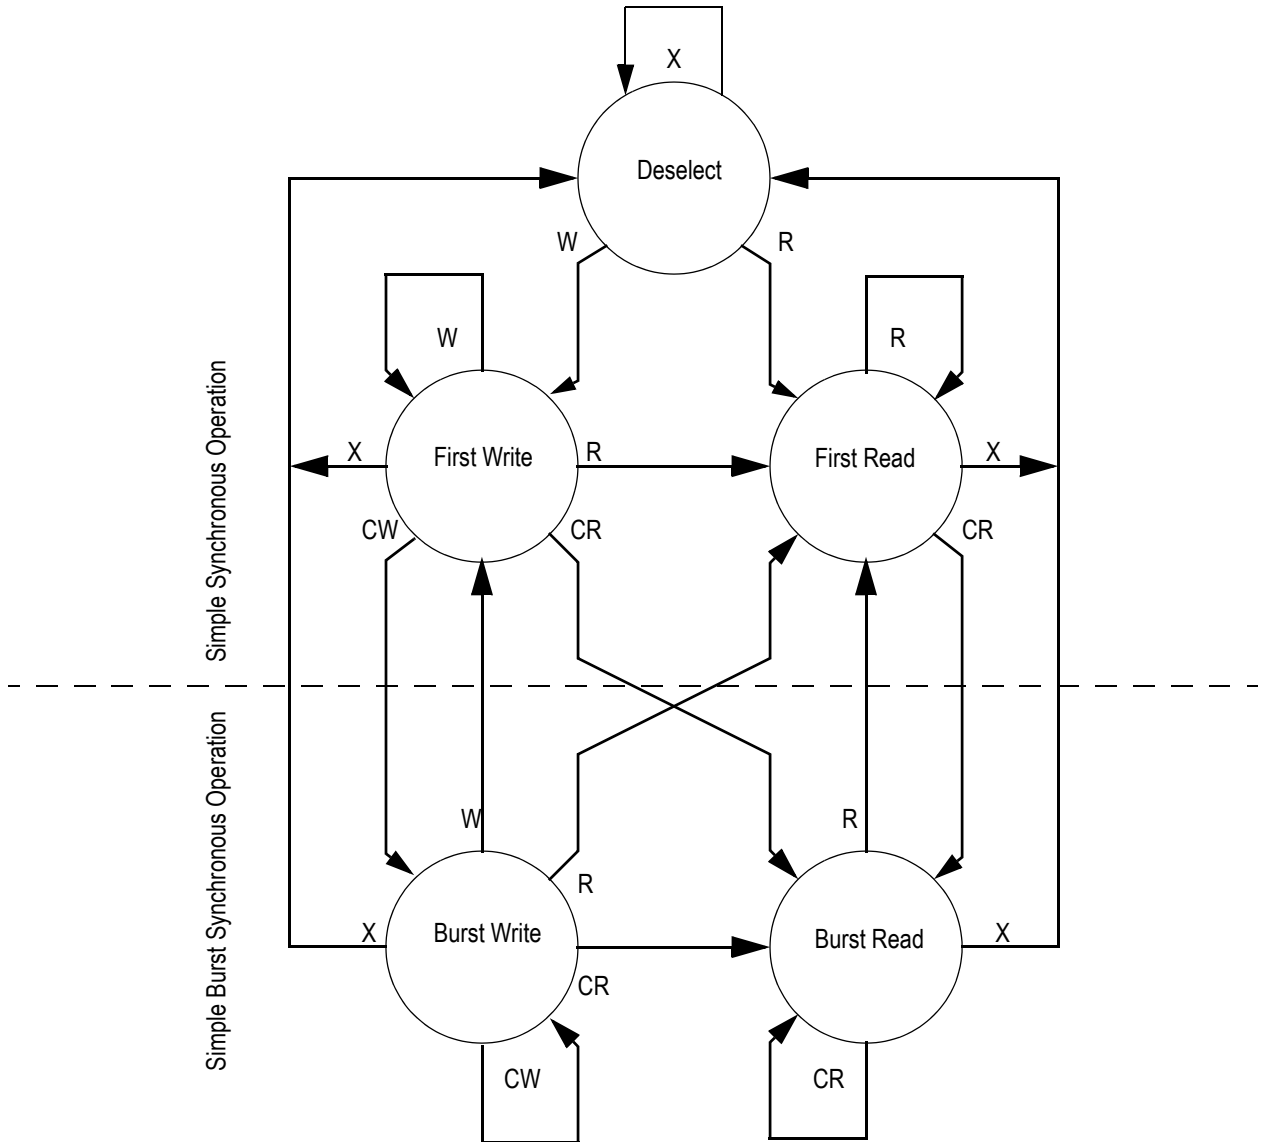 X
Deselect
W
R
W
R
Simple Synchronous Operation
X
First Write
R
First Read
X
CW
CR
CR
Simple Burst Synchronous Operation
W
R
X
Burst Write
R
Burst Read
X
CR
CW
CR